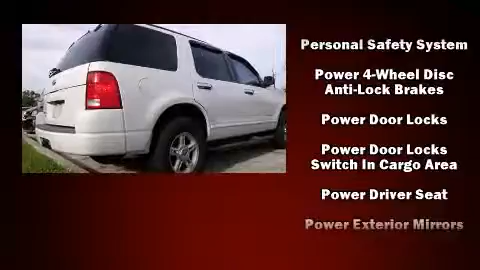 Personal Safety System
Power 4-Wheel Disc
Anti-Lock Brakes
Power Door Locks
Power Door Locks
Switch In Cargo Area
Power Driver Seat
Power Exterior Mirrors